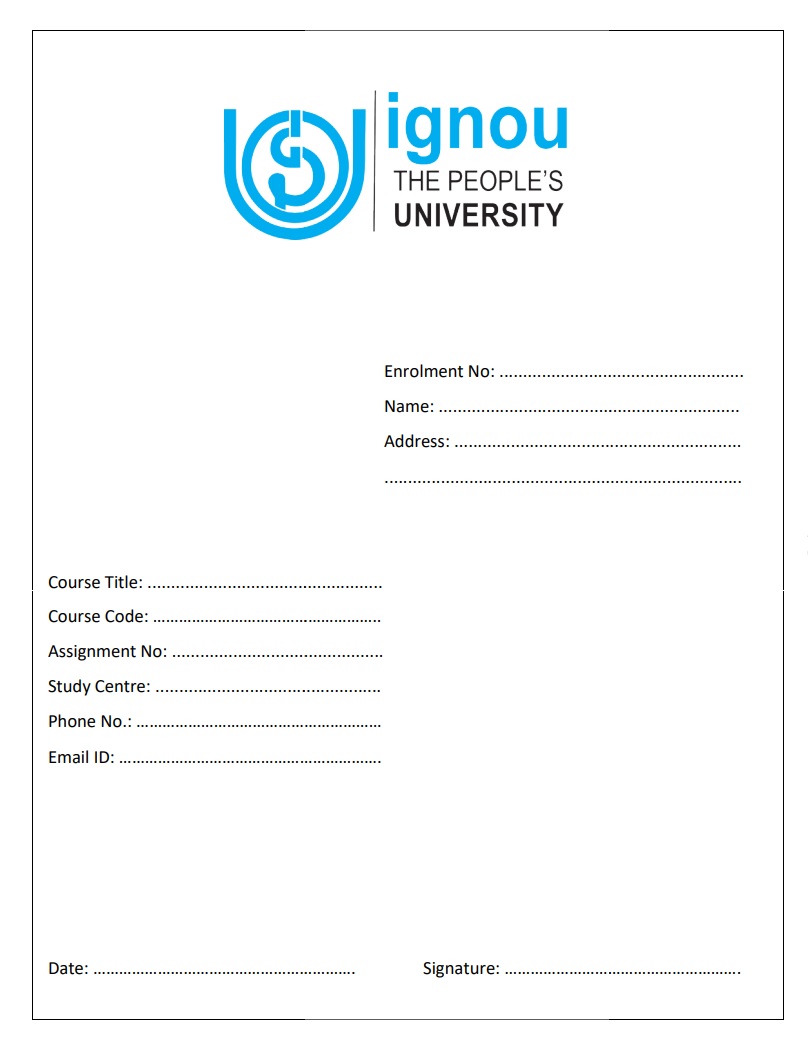 ignou
THE PEOPLE'S
UNIVERSITY
Enrolment No: ....................................................
Name: ................................................................
Address: .............................................................
............................................................................
Course Title: ..................................................
Course Code: ................................................
Assignment No: .............................................
Study Centre: ................................................
Phone No.: ....................................................
Email ID: ........................................................
Date: ........................................................
Signature: ..................................................